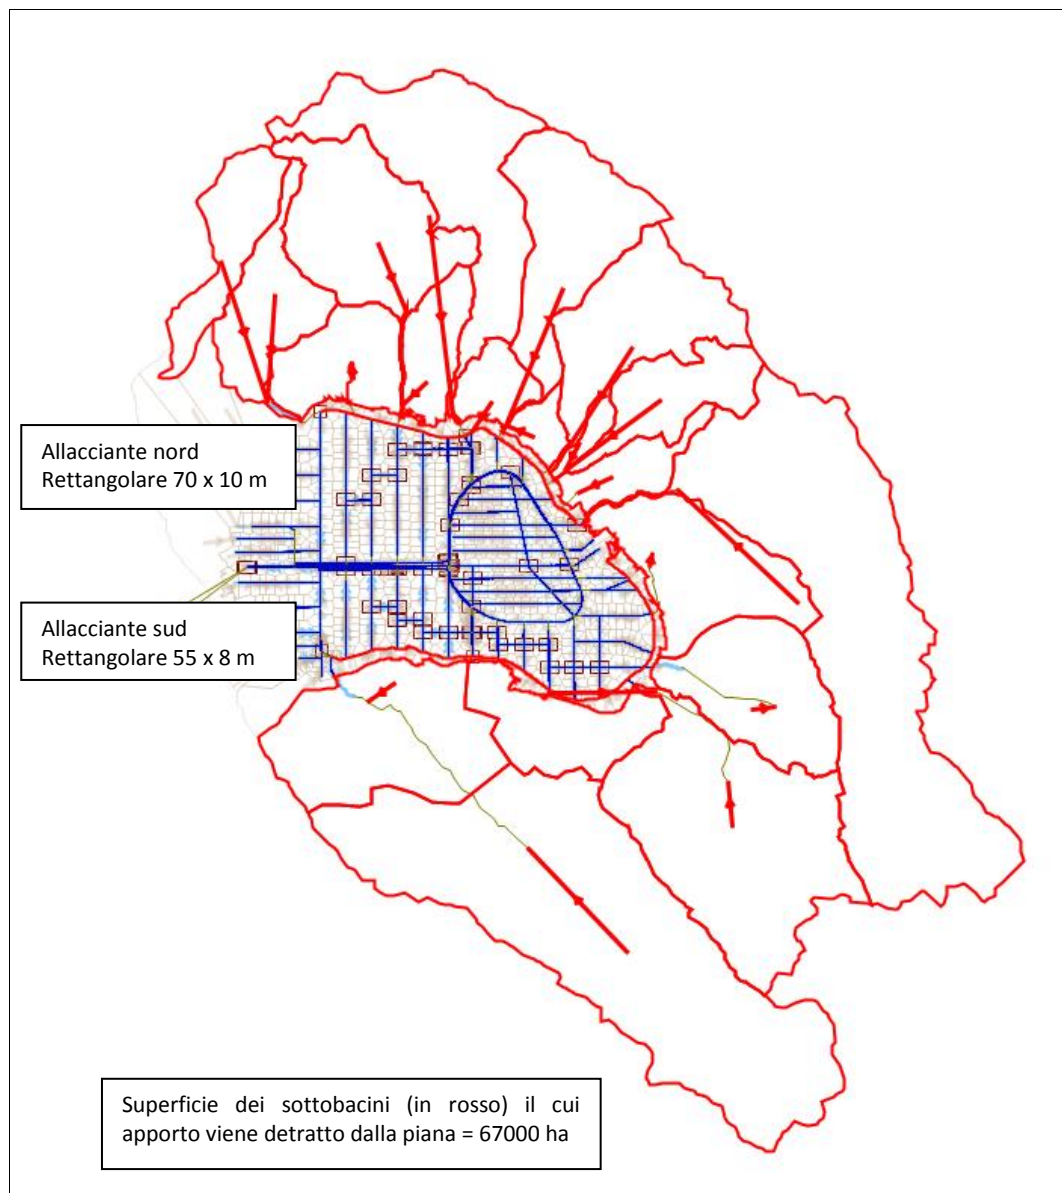 Allacciante nord
Rettangolare 70 x 10 m
Allacciante sud
Rettangolare 55 x 8 m
Superficie dei sottobacini (in rosso) il cui
apporto viene detratto dalla piana = 67000 ha